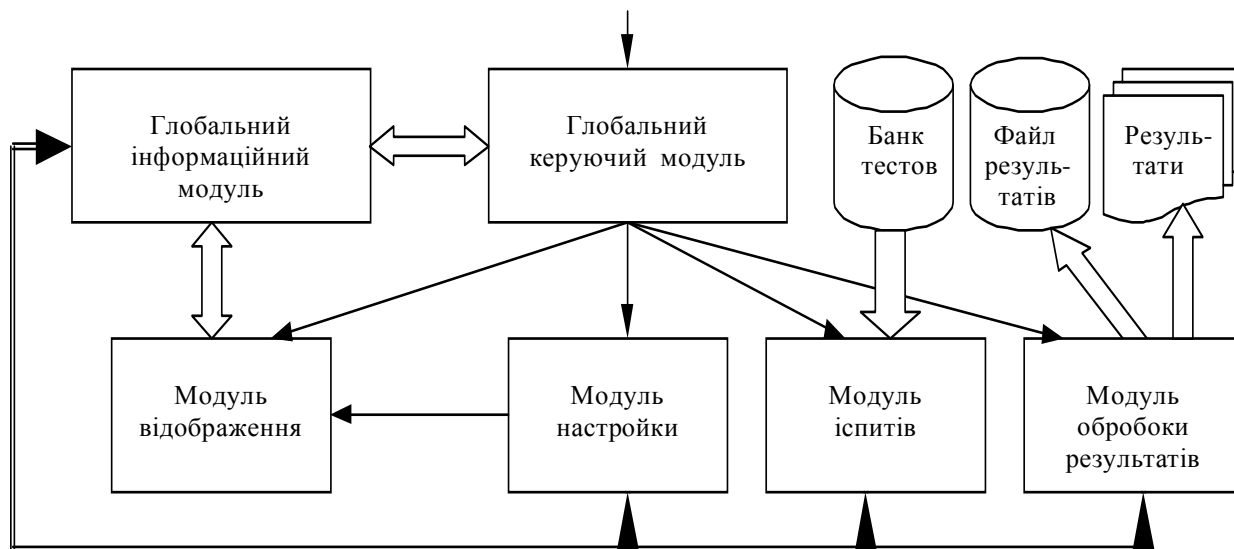 Глобальний
інформаційний
модуль
Глобальний
керуючий модуль
Банк
тестов
Файл
резуль-
татів
Резуль-
тати
Модуль
відображення
Модуль
настройки
Модуль
іспитів
Модуль
обробоки
результатів